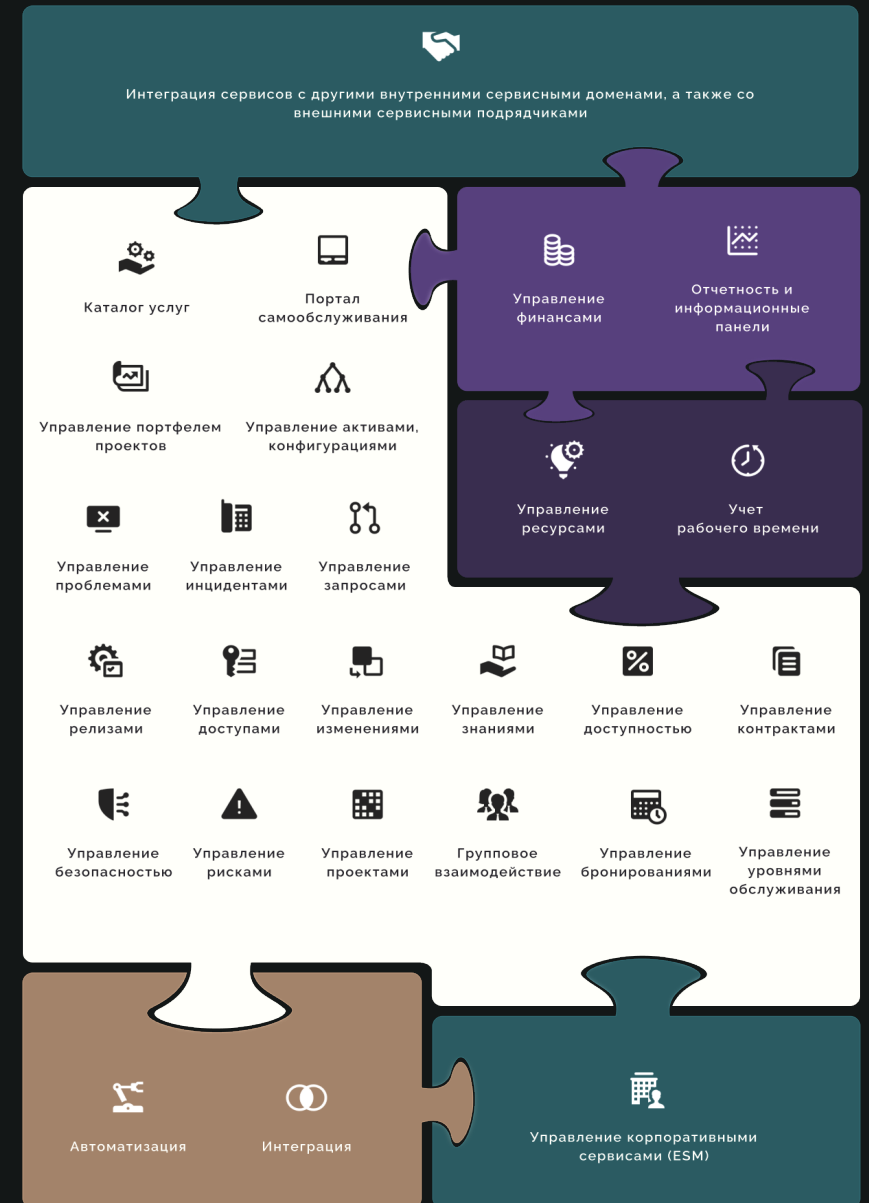 Интеграция сервисов с другими внутренними сервисными доменами, а также со
внешними сервисными подрядчиками
Каталог услуг
Портал
самообслуживания
Управление
финансами
Отчетность и
информационные
панели
Управление портфелем
проектов
Управление активами,
конфигурациями
Управление
ресурсами
Учет
рабочего времени
Управление
проблемами
Управление
инцидентами
Управление
запросами
Управление
релизами
Управление
доступами
Управление
изменениями
Управление
знаниями
Управление
доступностью
Управление
контрактами
Управление
безопасностью
Управление
рисками
Управление
проектами
Групповое
взаимодействие
Управление
бронированиями
Управление
уровнями
обслуживания
Автоматизация
Интеграция
Управление корпоративными
сервисами (ESM)